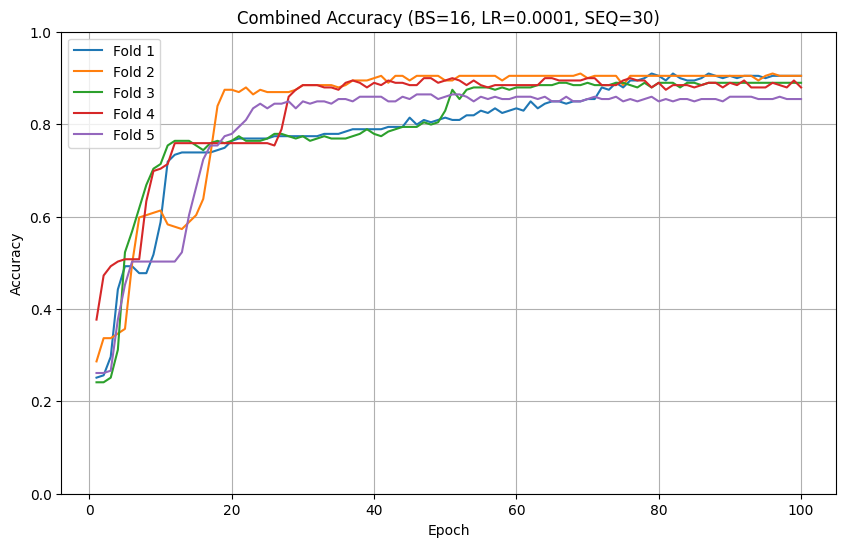 Combined Accuracy (BS=16, LR=0.0001, SEQ=30)
Fold 1
Fold 2
Fold 3
Fold 4
Fold 5
1.0
0.8
0.6
0.4
0.2
0.0
Accuracy
0 20 40 60 80 100
Epoch